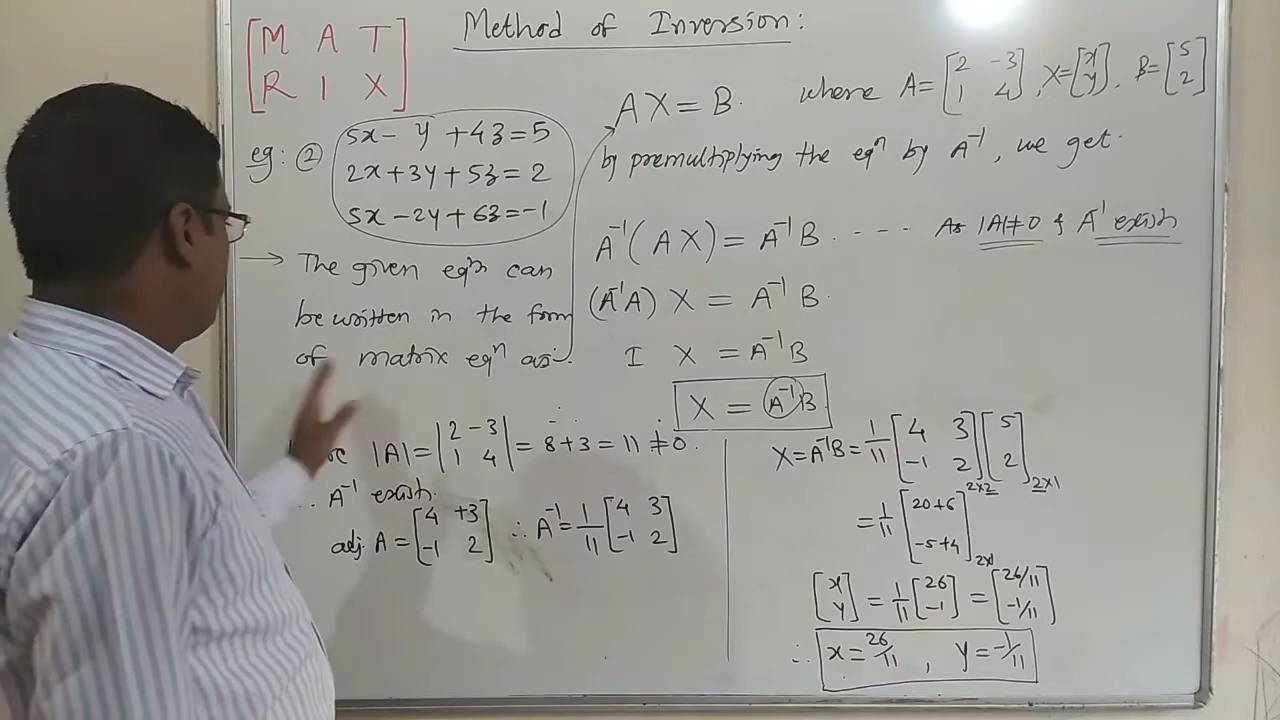 [M A T
R I X]
Method of Inversion:
eg: ② 5x - y + 4z = 5
2x + 3y + 5z = 2
5x - 2y + 6z = -1
→ The given eqⁿs can
be written in the form
of matrix eqⁿ as:
AX = B. where A = [2 -3; 1 4], X = [x; y], B = [5; 2]
by premultiplying the eqⁿ by A⁻¹, we get.
A⁻¹(AX) = A⁻¹B ---- As |A|≠0 & A⁻¹ exists
(A⁻¹A) X = A⁻¹B.
I X = A⁻¹B
X = A⁻¹B.
|A| = |2 -3; 1 4| = 8+3 = 11 ≠ 0.
∴ A⁻¹ exists.
adj. A = [4 +3; -1 2] ∴ A⁻¹ = 1/11 [4 3; -1 2]
X = A⁻¹B = 1/11 [4 3; -1 2]2×2 [5; 2]2×1
= 1/11 [20+6; -5+4]2×1
[x; y] = 1/11 [26; -1] = [26/11; -1/11]
∴ x = 26/11, y = -1/11